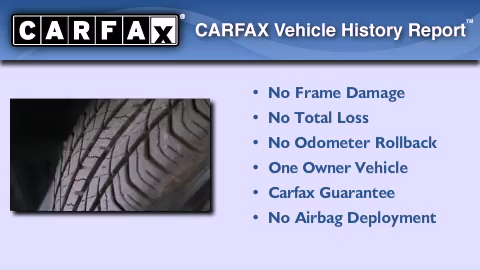 CARFAX® CARFAX Vehicle History Report™
• No Frame Damage
• No Total Loss
• No Odometer Rollback
• One Owner Vehicle
• Carfax Guarantee
• No Airbag Deployment